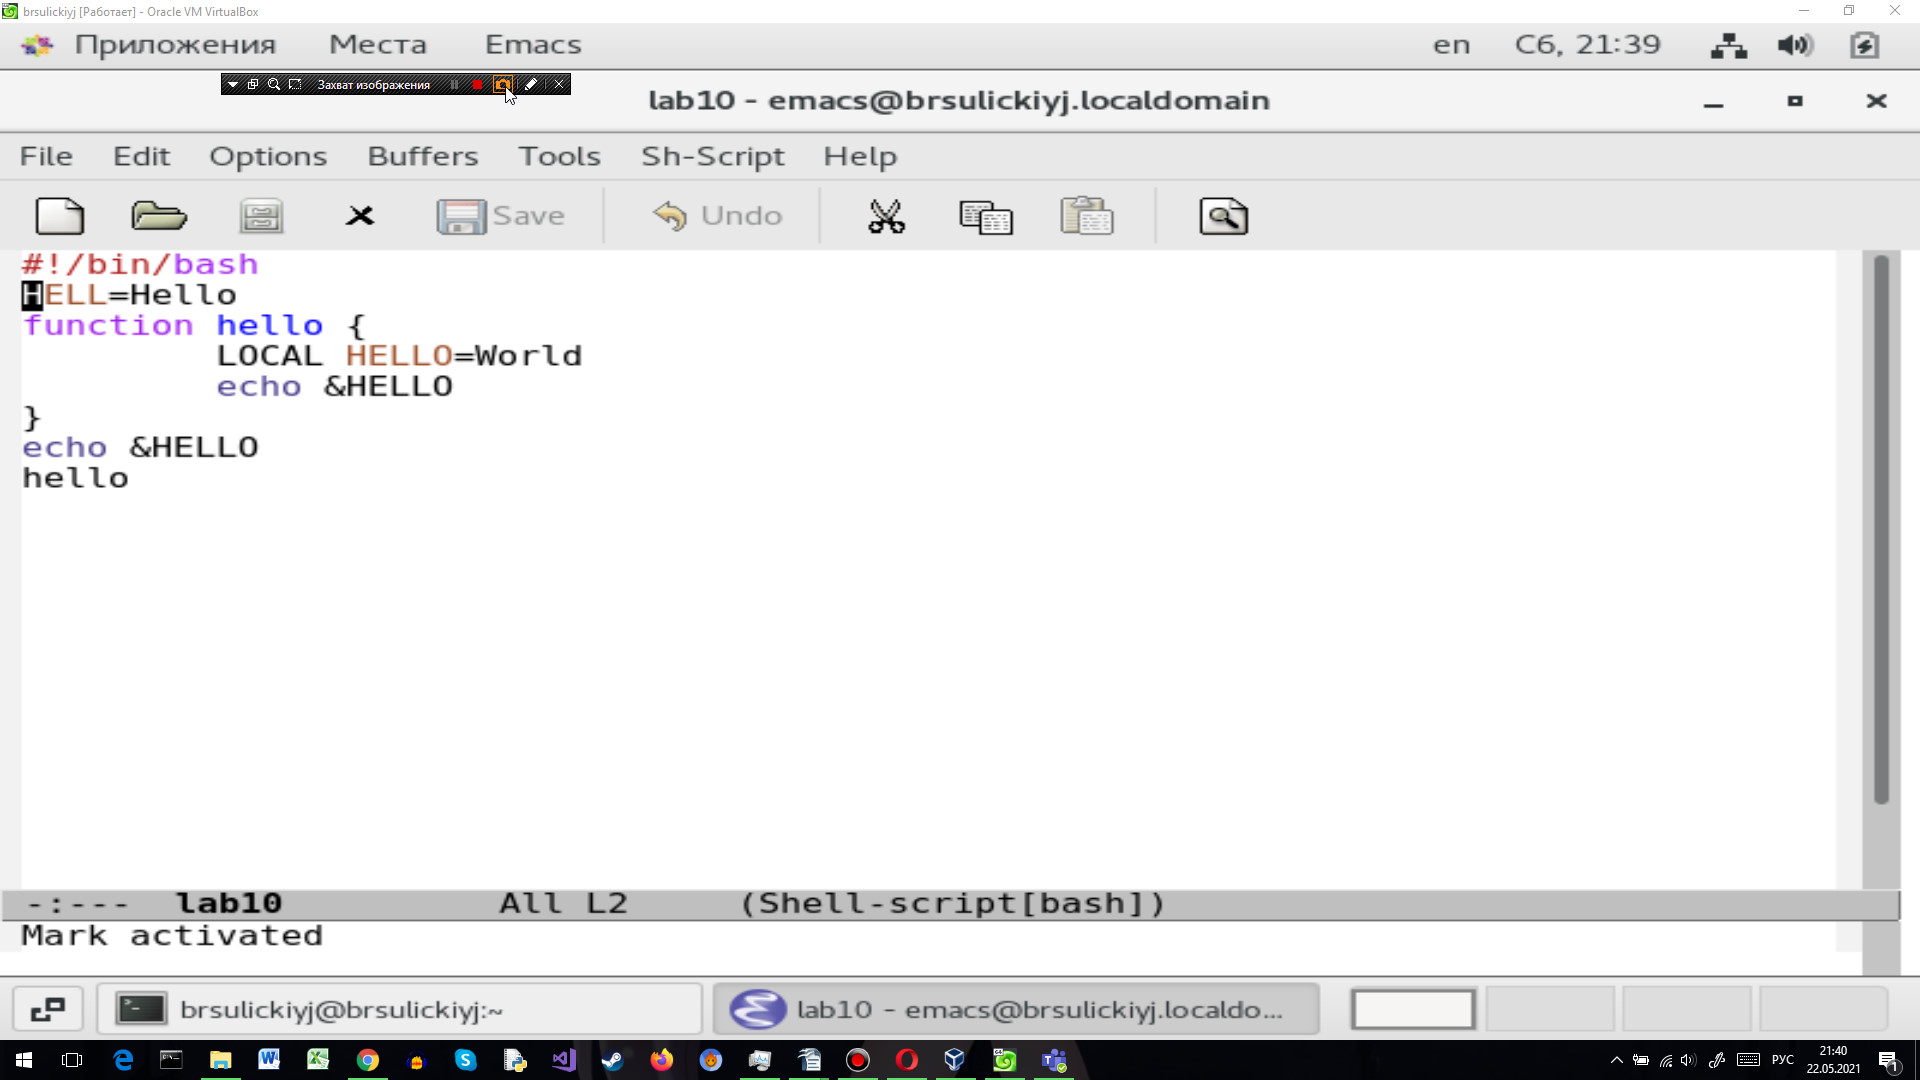 brsulickiyj [Работает] - Oracle VM VirtualBox
Приложения Места Emacs en Сб, 21:39
Захват изображения
lab10 - emacs@brsulickiyj.localdomain
File Edit Options Buffers Tools Sh-Script Help
Save Undo
#!/bin/bash
HELL=Hello
function hello {
LOCAL HELLO=World
echo &HELLO
}
echo &HELLO
hello
-:--- lab10 All L2 (Shell-script[bash])
Mark activated
brsulickiyj@brsulickiyj:~ lab10 - emacs@brsulickiyj.localdo...
РУС 21:40
22.05.2021
1